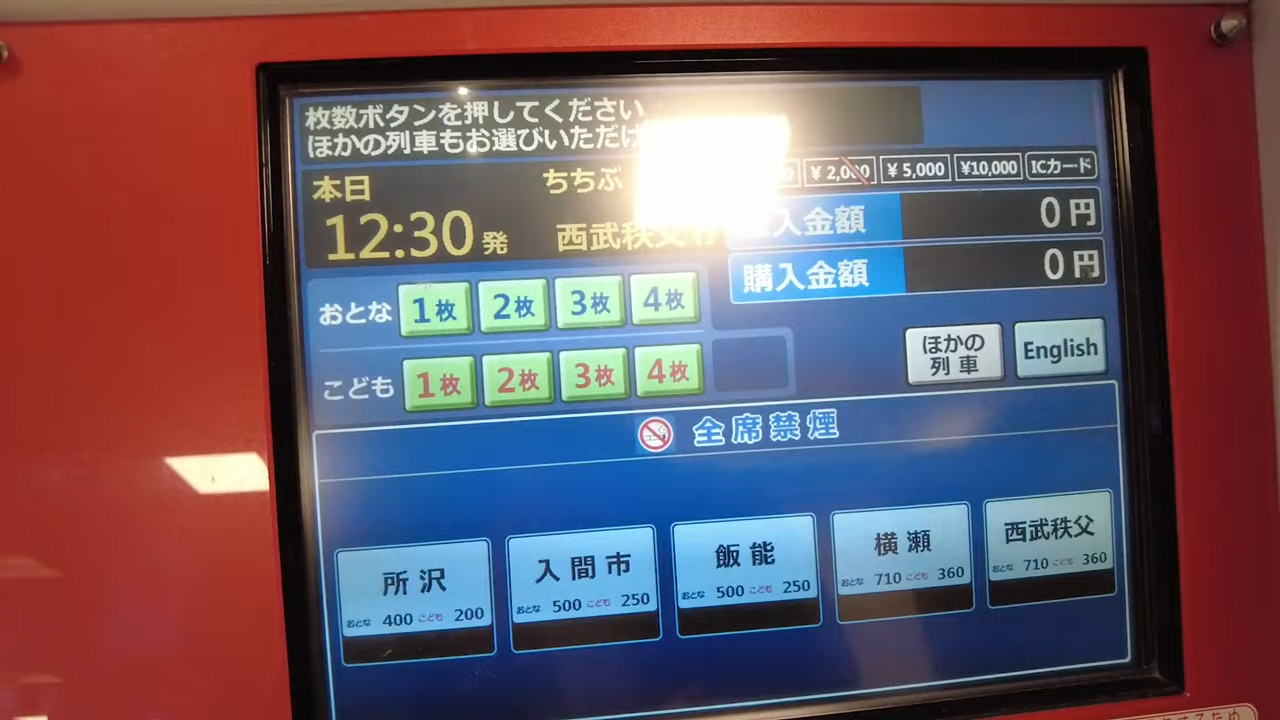 枚数ボタンを押してください
ほかの列車もお選びいただけ
本日 ちちぶ
12:30発 西武秩父
¥2,000 ¥5,000 ¥10,000 ICカード
入金額 0円
購入金額 0円
おとな 1枚 2枚 3枚 4枚
こども 1枚 2枚 3枚 4枚
ほかの
列車
English
全席禁煙
所沢
おとな 400 こども 200
入間市
おとな 500 こども 250
飯能
おとな 500 こども 250
横瀬
おとな 710 こども 360
西武秩父
おとな 710 こども 360